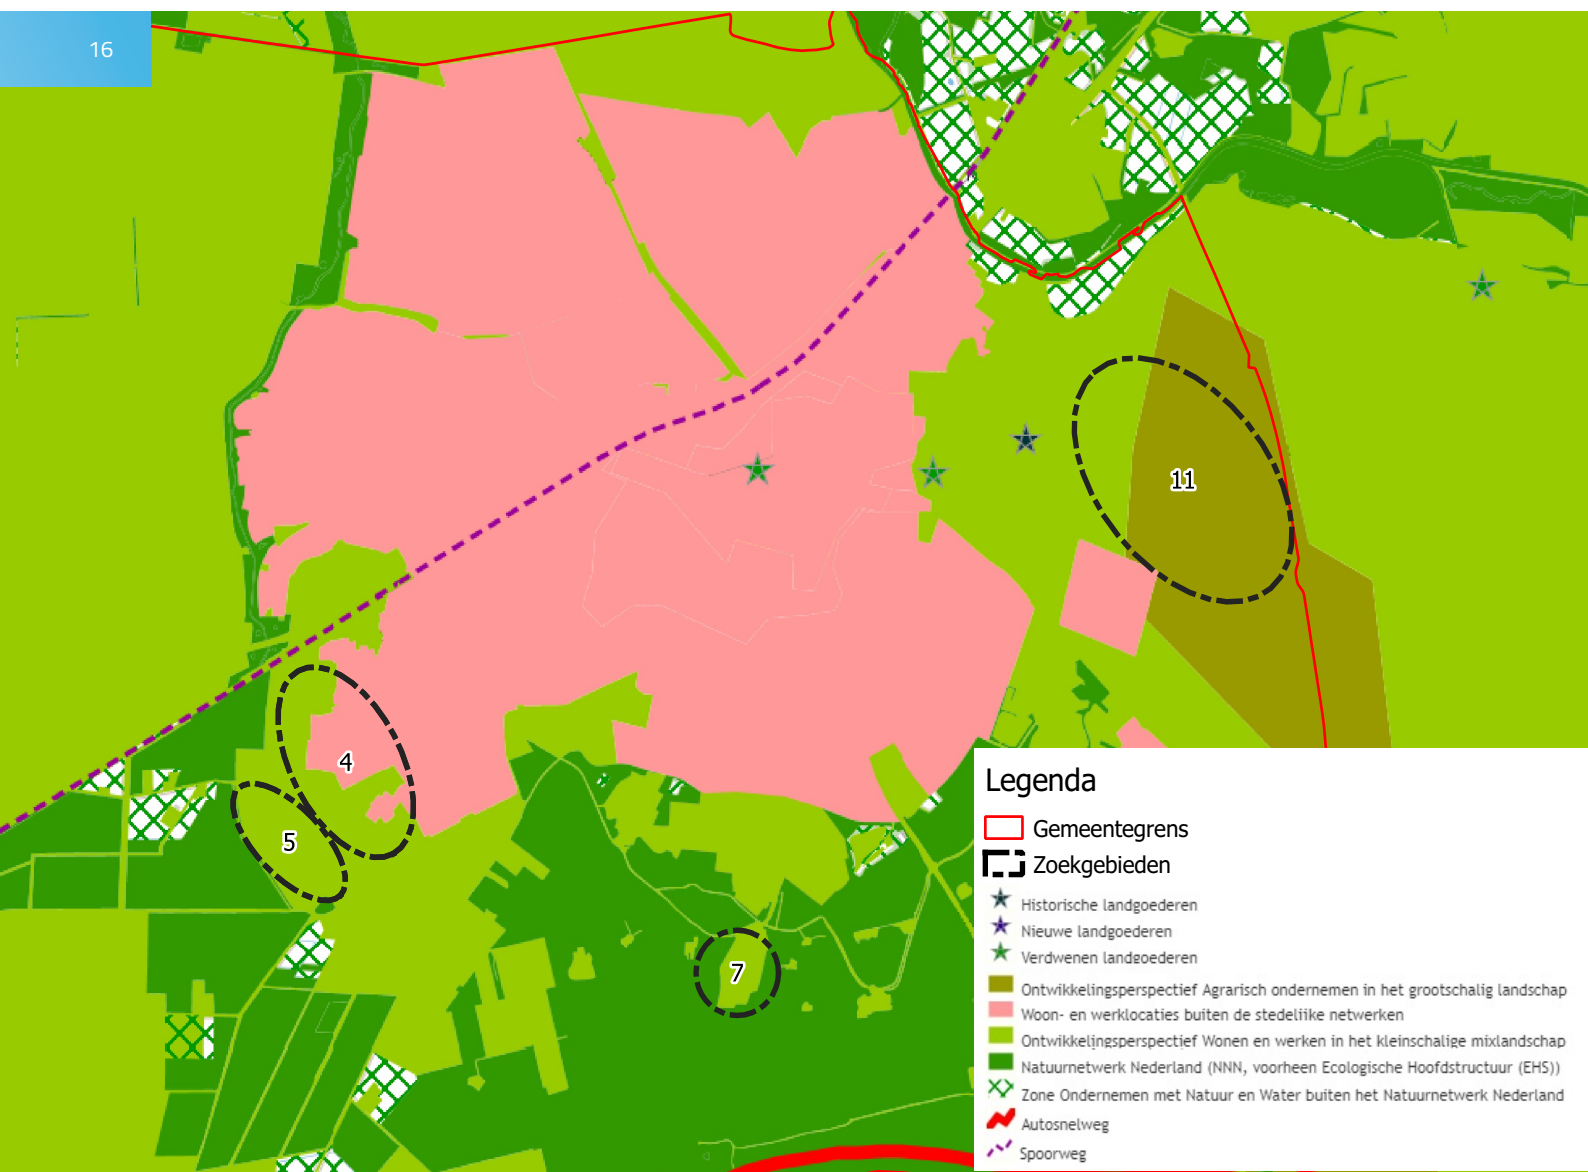 16
11
4
5
7
Legenda
Gemeentegrens
Zoekgebieden
Historische landgoederen
Nieuwe landgoederen
Verdwenen landgoederen
Ontwikkelingsperspectief Agrarisch ondernemen in het grootschalig landschap
Woon- en werklocaties buiten de stedelijke netwerken
Ontwikkelingsperspectief Wonen en werken in het kleinschalige mixlandschap
Natuurnetwerk Nederland (NNN, voorheen Ecologische Hoofdstructuur (EHS))
Zone Ondernemen met Natuur en Water buiten het Natuurnetwerk Nederland
Autosnelweg
Spoorweg